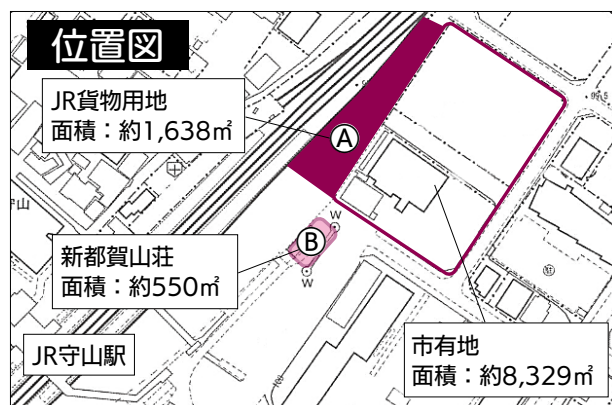 位置図
JR貨物用地
面積：約1,638㎡
A
新都賀山荘
面積：約550㎡
B
W
W
JR守山駅
市有地
面積：約8,329㎡